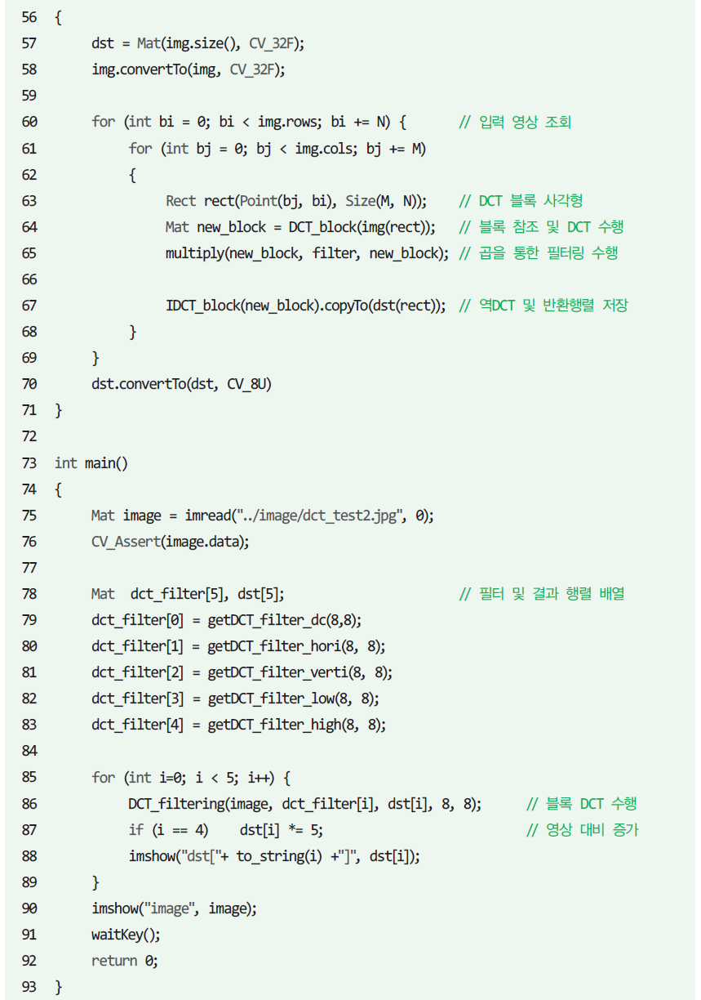 56 {
57 dst = Mat(img.size(), CV_32F);
58 img.convertTo(img, CV_32F);
59
60 for (int bi = 0; bi < img.rows; bi += N) { // 입력 영상 조회
61 for (int bj = 0; bj < img.cols; bj += M)
62 {
63 Rect rect(Point(bj, bi), Size(M, N)); // DCT 블록 사각형
64 Mat new_block = DCT_block(img(rect)); // 블록 참조 및 DCT 수행
65 multiply(new_block, filter, new_block); // 곱을 통한 필터링 수행
66
67 IDCT_block(new_block).copyTo(dst(rect)); // 역DCT 및 반환행렬 저장
68 }
69 }
70 dst.convertTo(dst, CV_8U)
71 }
72
73 int main()
74 {
75 Mat image = imread("../image/dct_test2.jpg", 0);
76 CV_Assert(image.data);
77
78 Mat dct_filter[5], dst[5]; // 필터 및 결과 행렬 배열
79 dct_filter[0] = getDCT_filter_dc(8,8);
80 dct_filter[1] = getDCT_filter_hori(8, 8);
81 dct_filter[2] = getDCT_filter_verti(8, 8);
82 dct_filter[3] = getDCT_filter_low(8, 8);
83 dct_filter[4] = getDCT_filter_high(8, 8);
84
85 for (int i=0; i < 5; i++) {
86 DCT_filtering(image, dct_filter[i], dst[i], 8, 8); // 블록 DCT 수행
87 if (i == 4) dst[i] *= 5; // 영상 대비 증가
88 imshow("dst["+ to_string(i) +"]", dst[i]);
89 }
90 imshow("image", image);
91 waitKey();
92 return 0;
93 }